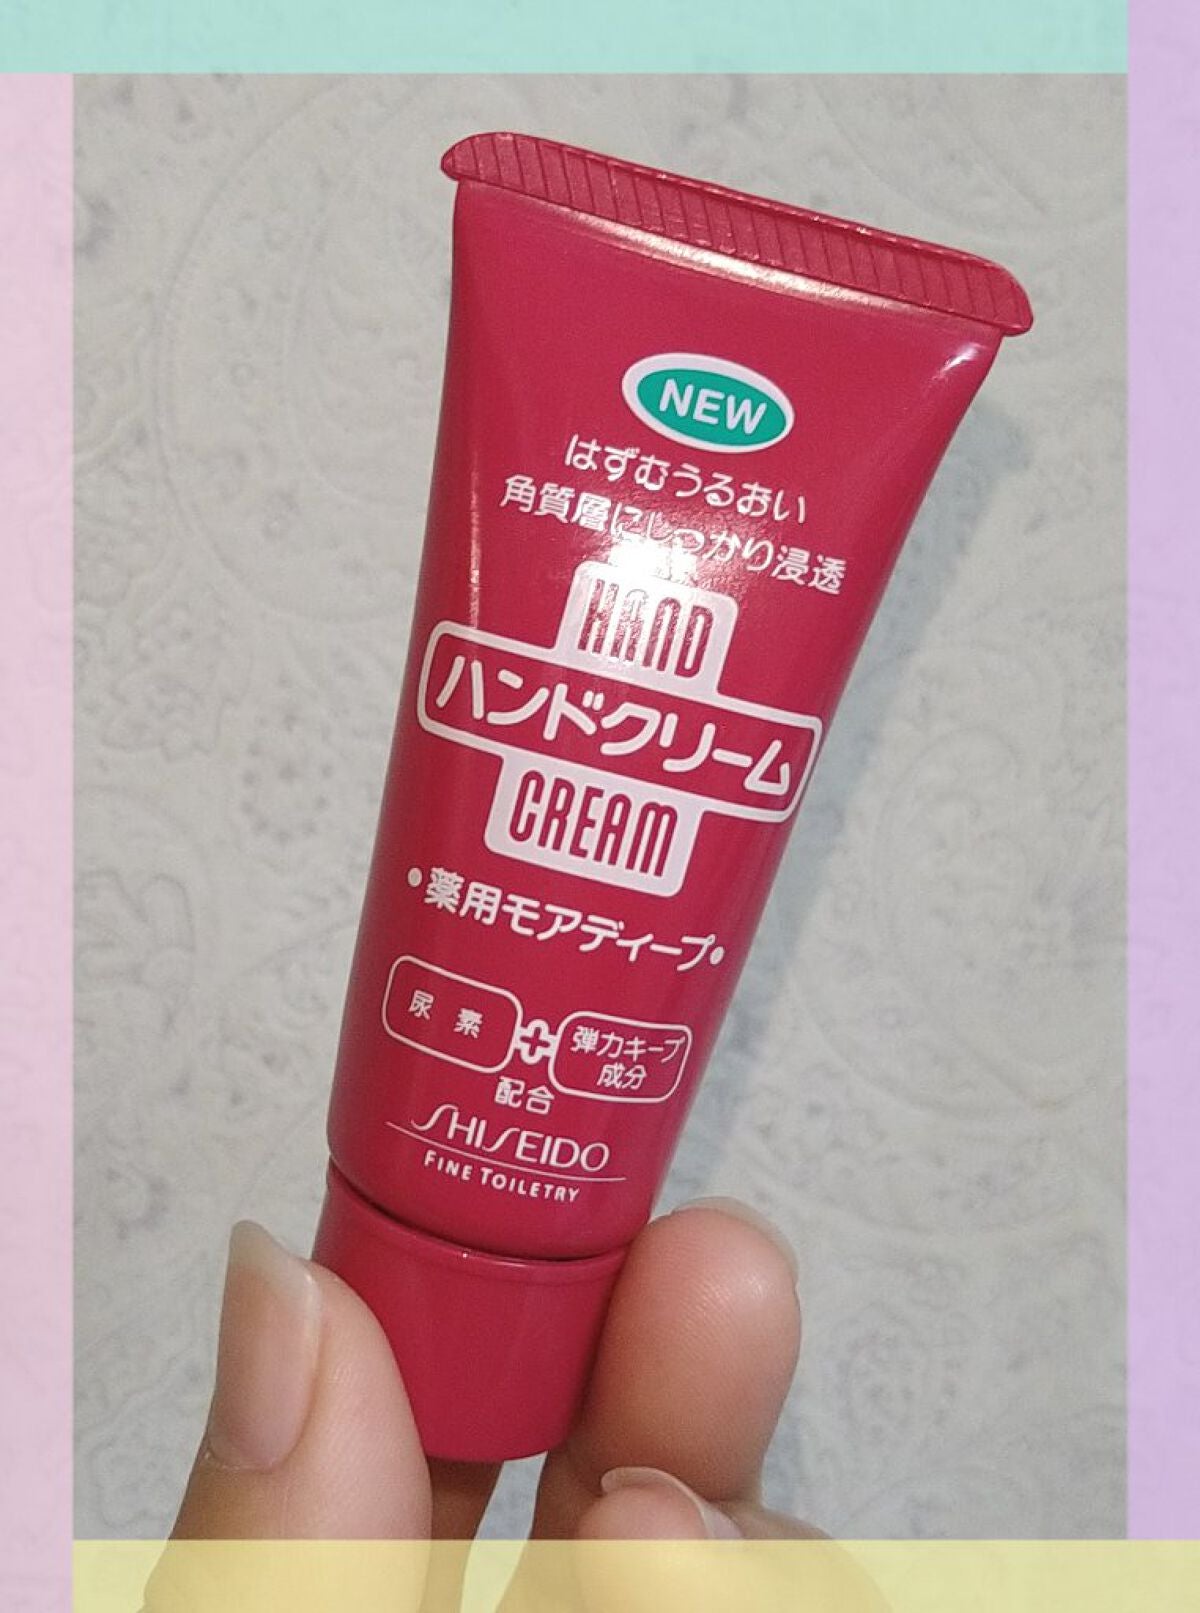 NEW
はずむうるおい
角質層にしっかり浸透
HAND
ハンドクリーム
CREAM
•薬用モアディープ•
尿素
+
弾力キープ
成分
配合
SHISEIDO
FINE TOILETRY